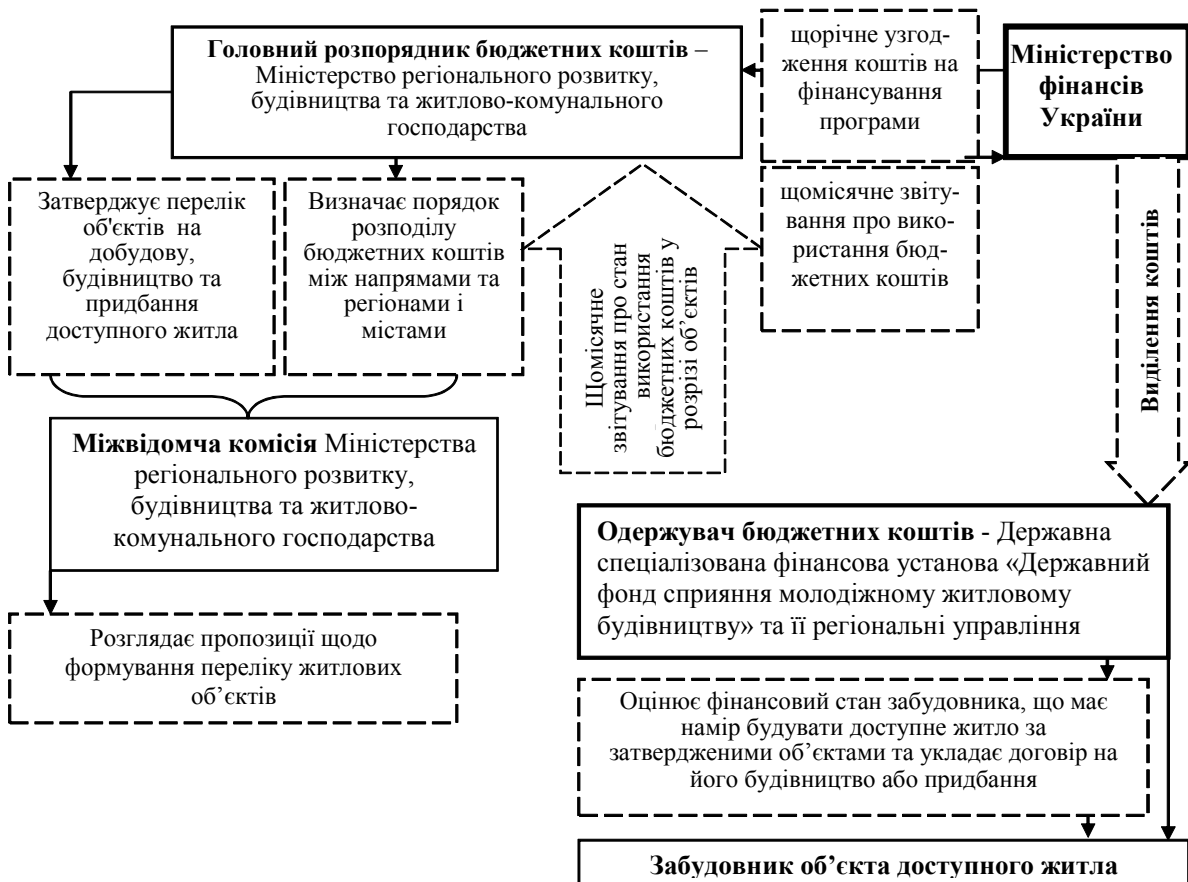 Головний розпорядник бюджетних коштів –
Міністерство регіонального розвитку,
будівництва та житлово-комунального
господарства
щорічне узгод-
ження коштів на
фінансування
програми
Міністерство
фінансів
України
Затверджує перелік
об'єктів на
добудову,
будівництво та
придбання
доступного житла
Визначає порядок
розподілу
бюджетних коштів
між напрямами та
регіонами і
містами
Щомісячне
звітування про стан
використання
бюджетних коштів у
розрізі об’єктів
щомісячне звіту-
вання про вико-
ристання бюд-
жетних коштів
Виділення коштів
Міжвідомча комісія Міністерства
регіонального розвитку,
будівництва та житлово-
комунального господарства
Розглядає пропозиції щодо
формування переліку житлових
об’єктів
Одержувач бюджетних коштів - Державна
спеціалізована фінансова установа «Державний
фонд сприяння молодіжному житловому
будівництву» та її регіональні управління
Оцінює фінансовий стан забудовника, що має
намір будувати доступне житло за
затвердженими об’єктами та укладає договір на
його будівництво або придбання
Забудовник об’єкта доступного житла